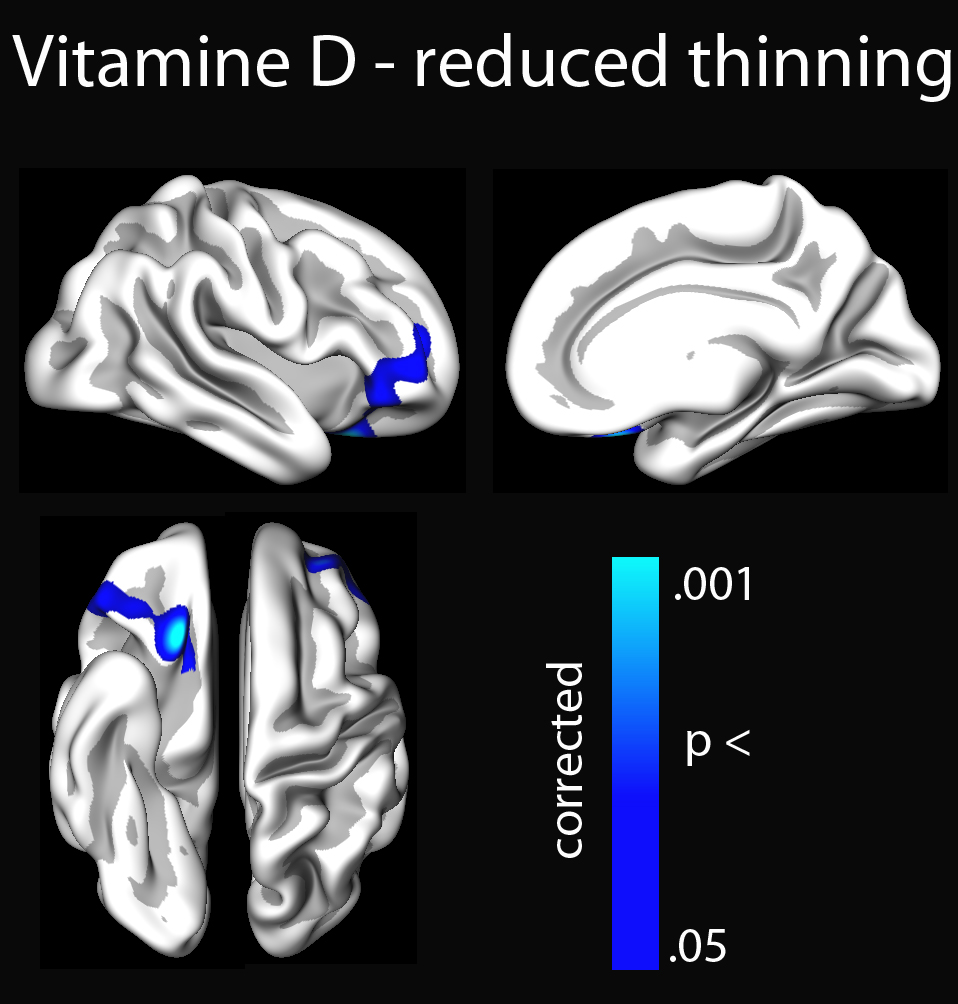 Vitamine D - reduced thinning
.001
corrected
p <
.05